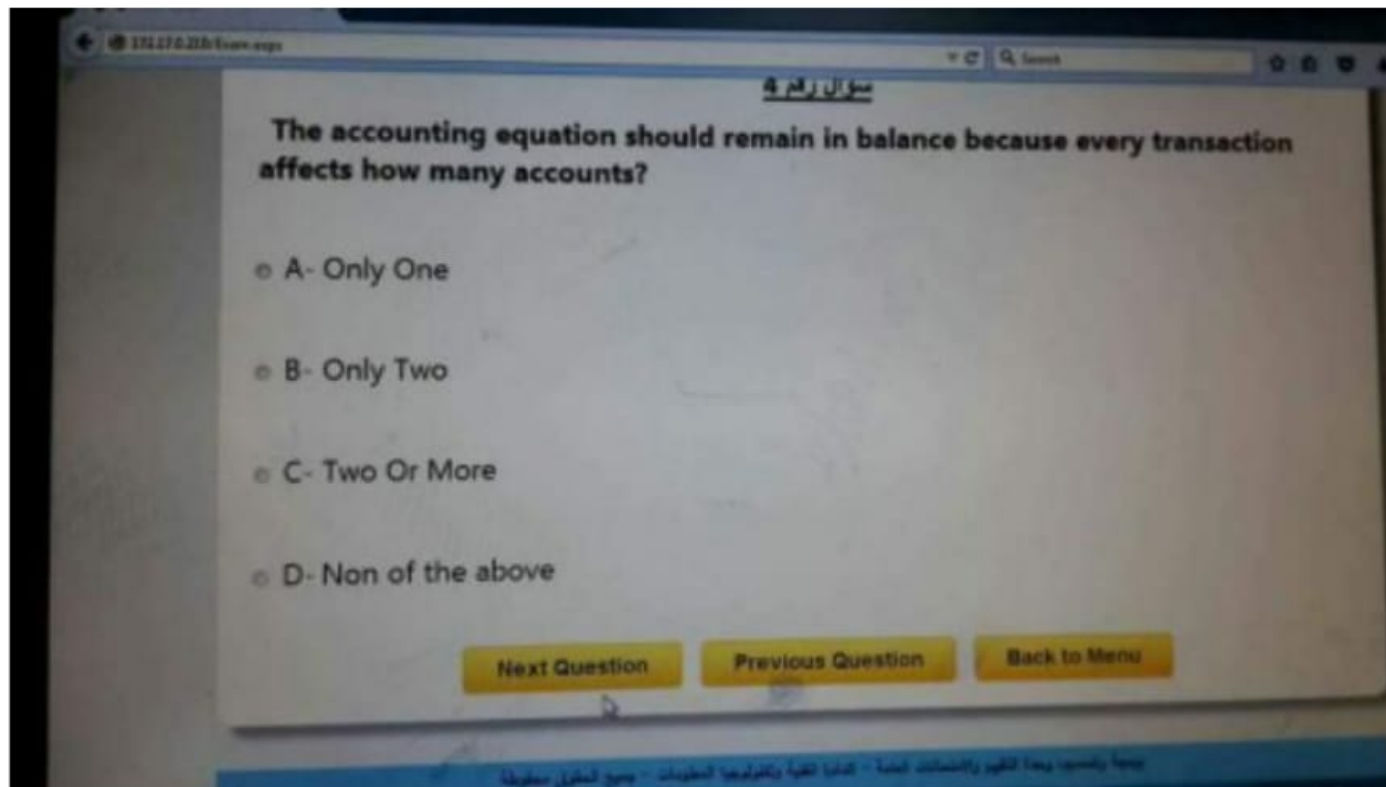 Search
سؤال رقم 4
The accounting equation should remain in balance because every transaction
affects how many accounts?
A- Only One
B- Only Two
C- Two Or More
D- Non of the above
Next Question Previous Question Back to Menu